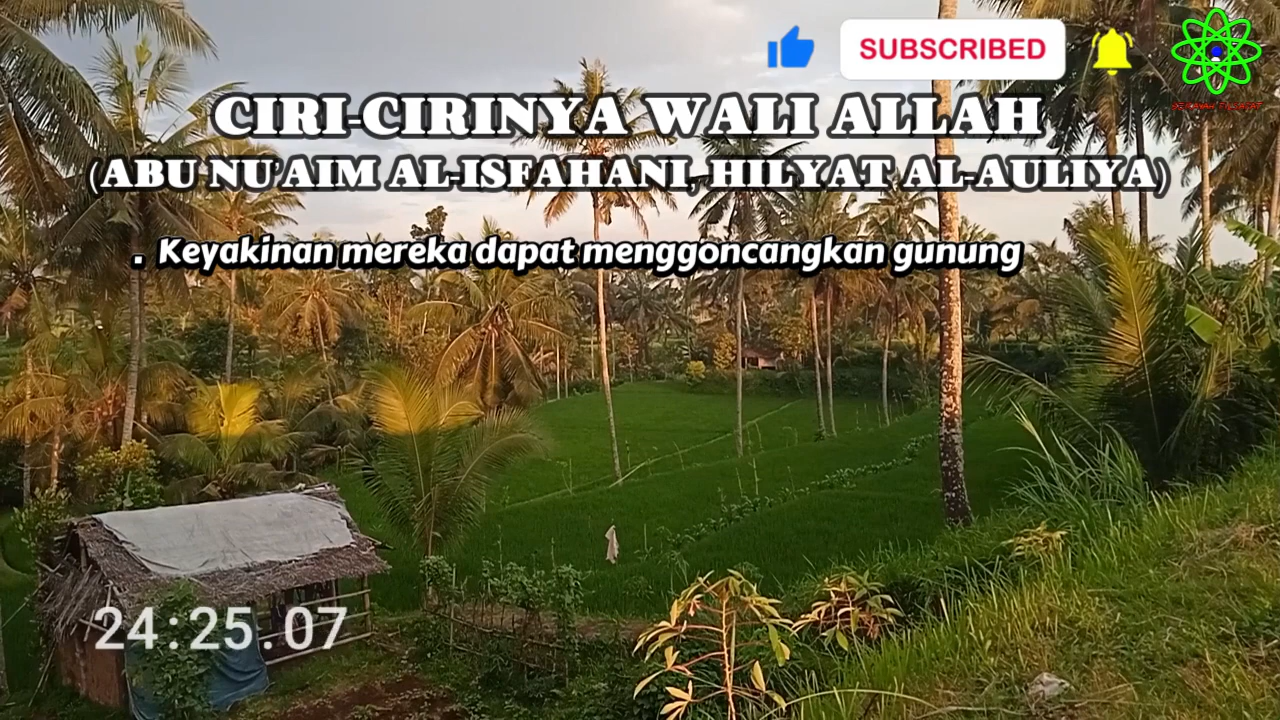 SUBSCRIBED
CIRI-CIRINYA WALI ALLAH
(ABU NU'AIM AL-ISFAHANI, HILYAT AL-AULIYA)
. Keyakinan mereka dapat menggoncangkan gunung
24:25.07